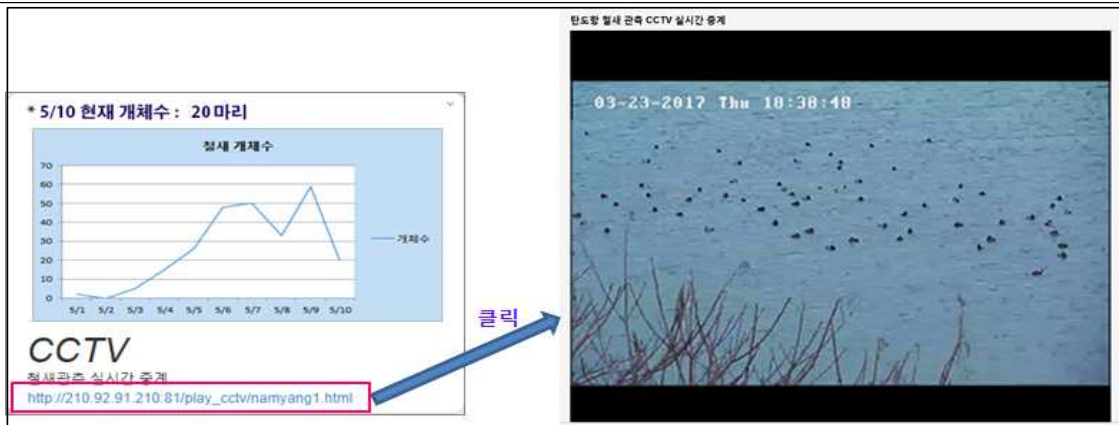 * 5/10 현재 개체수 : 20마리
철새 개체수
70
60
50
40
30
20
10
0
5/1 5/2 5/3 5/4 5/5 5/6 5/7 5/8 5/9 5/10
개체수
CCTV
철새관측 실시간 중계
http://210.92.91.210:81/play_cctv/namyang1.html
클릭
탄도항 철새 관측 CCTV 실시간 중계
03-23-2017 Thu 18:38:48